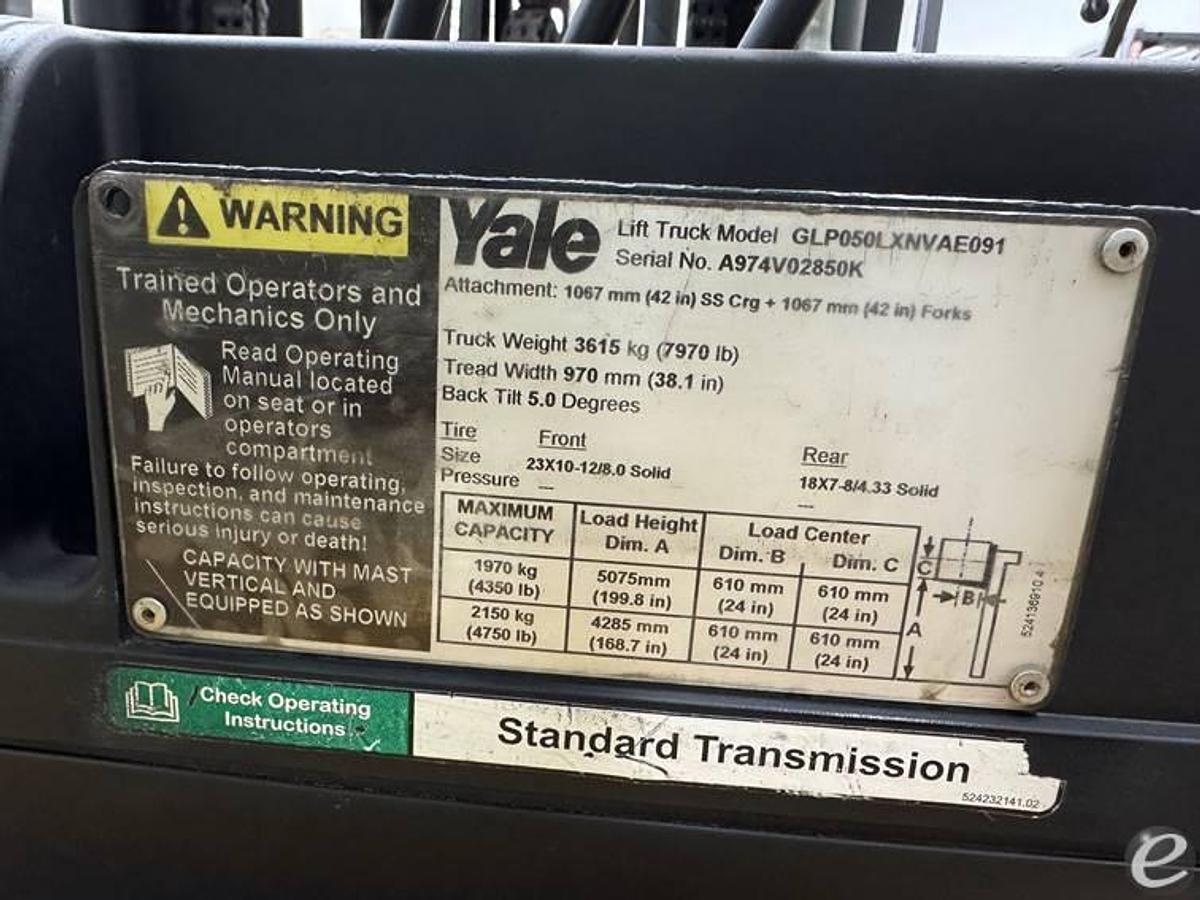 WARNING
Trained Operators and
Mechanics Only
Read Operating
Manual located
on seat or in
operators
compartment
Failure to follow operating,
inspection, and maintenance
instructions can cause
serious injury or death!
CAPACITY WITH MAST
VERTICAL AND
EQUIPPED AS SHOWN
Yale
Lift Truck Model GLP050LXNVAE091
Serial No. A974V02850K
Attachment: 1067 mm (42 in) SS Crg + 1067 mm (42 in) Forks
Truck Weight 3615 kg (7970 lb)
Tread Width 970 mm (38.1 in)
Back Tilt 5.0 Degrees
Tire Front Rear
Size 23X10-12/8.0 Solid 18X7-8/4.33 Solid
Pressure — —
MAXIMUM CAPACITY Load Height Dim. A Load Center Dim. B Dim. C
1970 kg 5075mm 610 mm 610 mm
(4350 lb) (199.8 in) (24 in) (24 in)
2150 kg 4285 mm 610 mm 610 mm
(4750 lb) (168.7 in) (24 in) (24 in)
C
B
A
524136910 4
Check Operating
Instructions
Standard Transmission
524232141.02
e